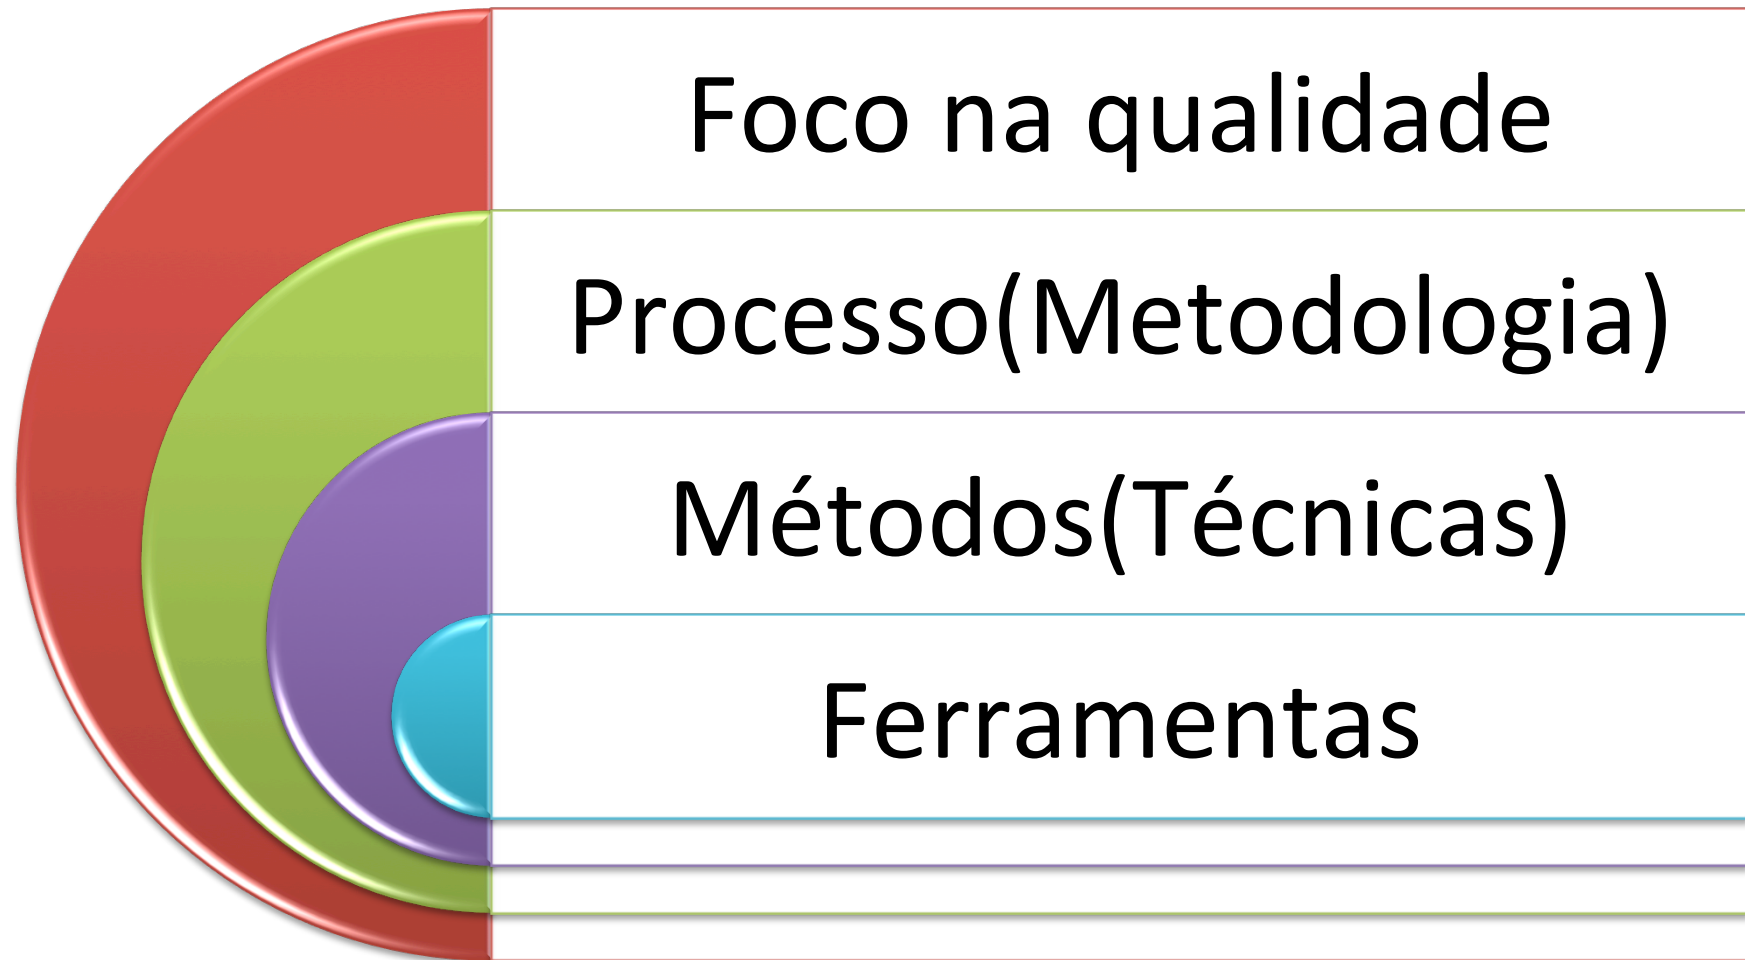 Foco na qualidade
Processo(Metodologia)
Métodos(Técnicas)
Ferramentas